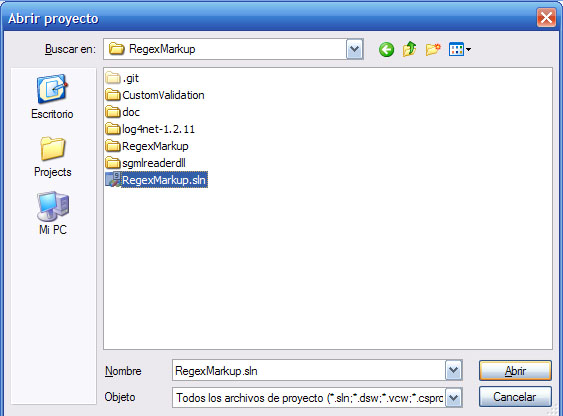 Abrir proyecto
Buscar en: RegexMarkup
Escritorio
Projects
Mi PC
.git
CustomValidation
doc
log4net-1.2.11
RegexMarkup
sgmlreaderdll
RegexMarkup.sln
Nombre RegexMarkup.sln Abrir
Objeto Todos los archivos de proyecto (*.sln;*.dsw;*.vcw;*.cspro Cancelar